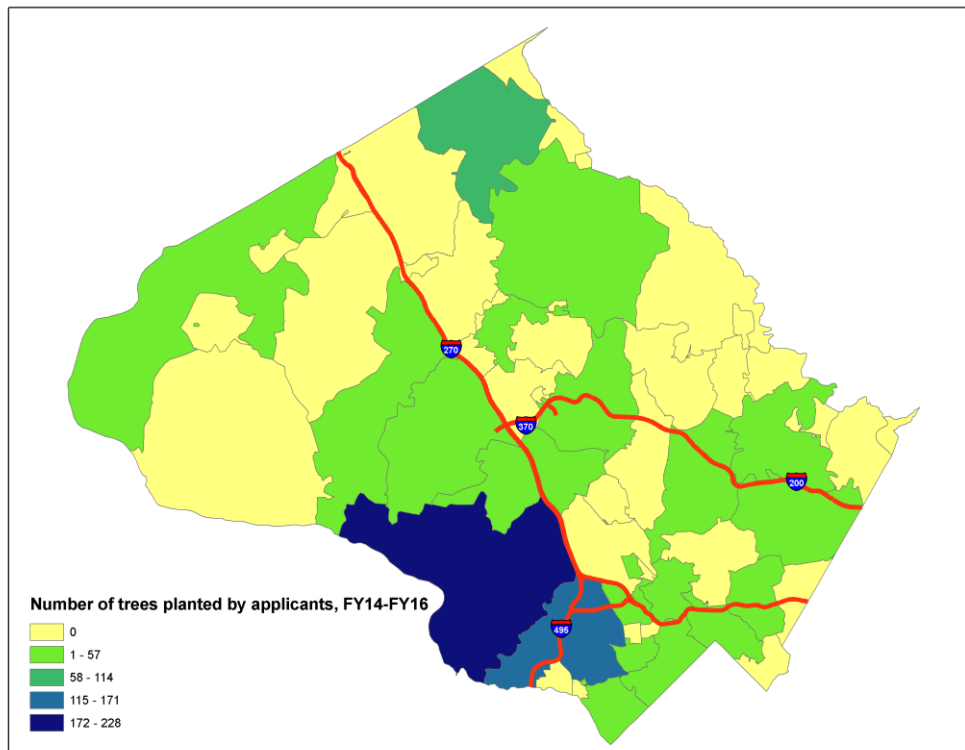 270
370
200
495
Number of trees planted by applicants, FY14-FY16
0
1 - 57
58 - 114
115 - 171
172 - 228